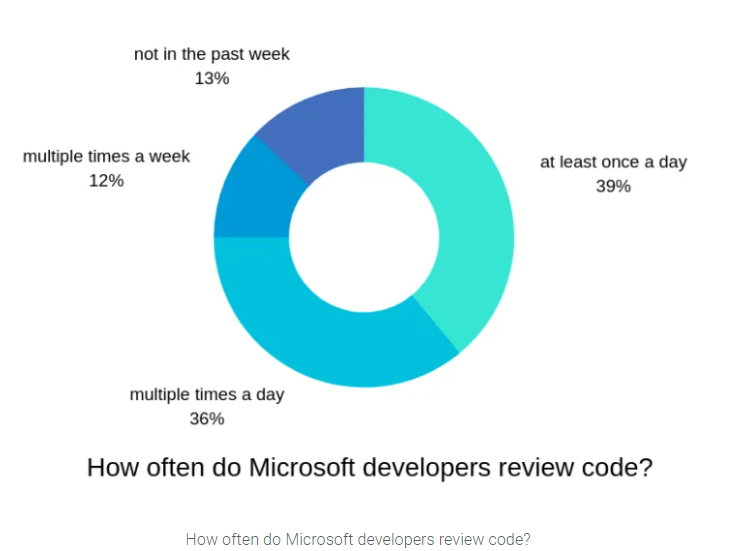 not in the past week
13%
multiple times a week
12%
at least once a day
39%
multiple times a day
36%
How often do Microsoft developers review code?
How often do Microsoft developers review code?